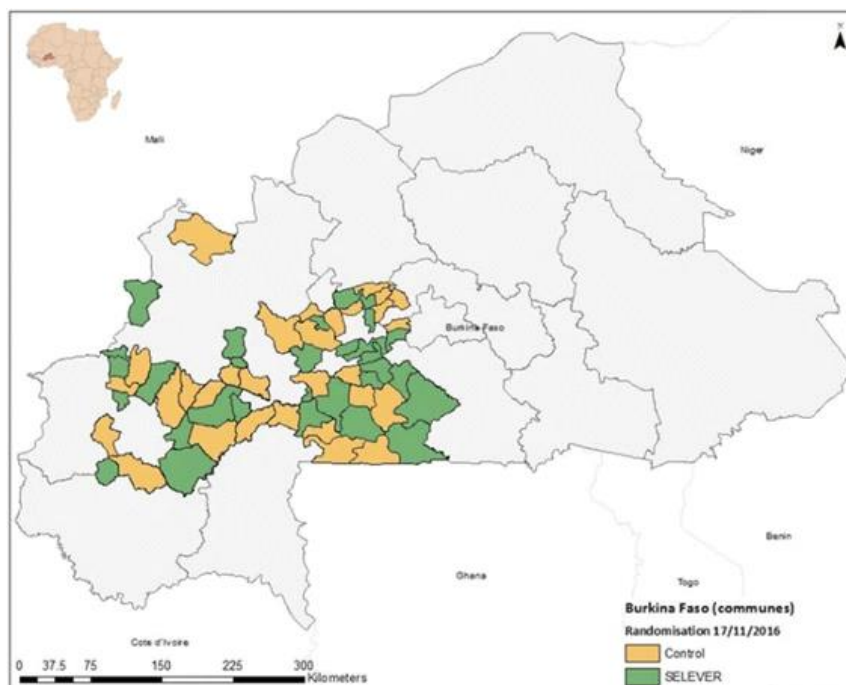 N
Mali
Niger
Burkina Faso
Benin
Ghana
Togo
Burkina Faso (communes)
Randomisation 17/11/2016
Cote d'Ivoire
Control
0 37.5 75 150 225 300
Kilometers
SELEVER